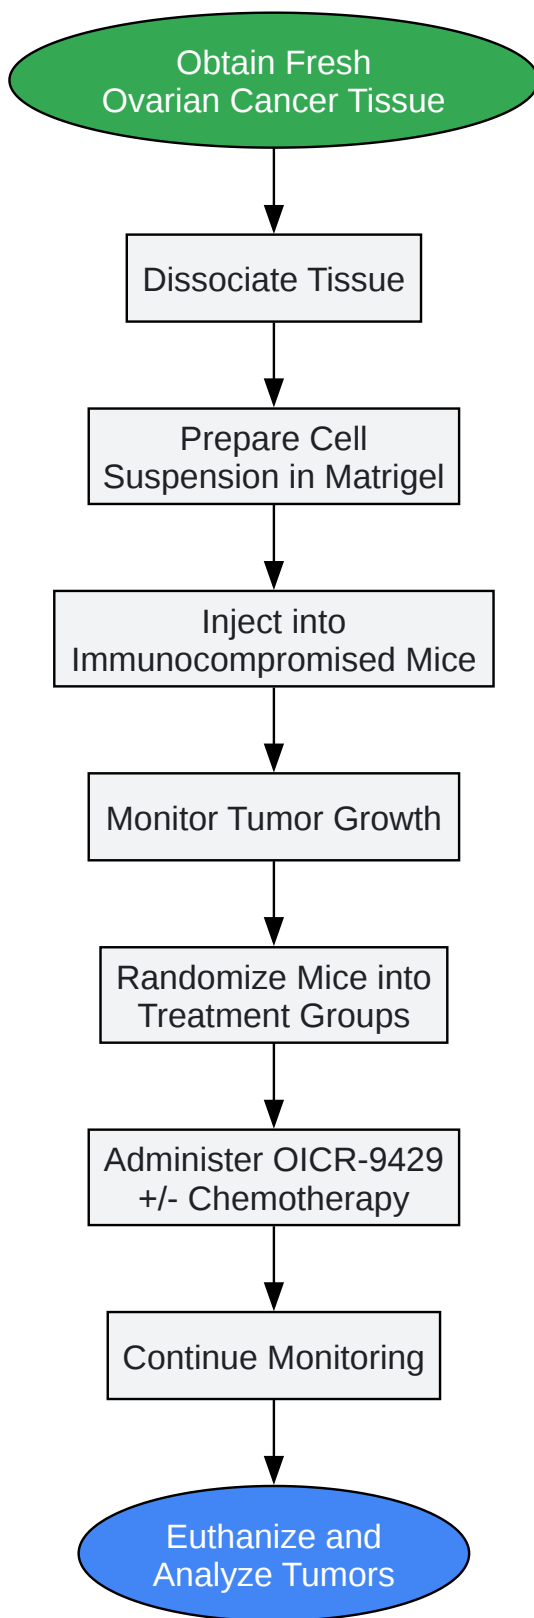 Obtain Fresh
Ovarian Cancer Tissue
Dissociate Tissue
Prepare Cell
Suspension in Matrigel
Inject into
Immunocompromised Mice
Monitor Tumor Growth
Randomize Mice into
Treatment Groups
Administer OICR-9429
+/- Chemotherapy
Continue Monitoring
Euthanize and
Analyze Tumors